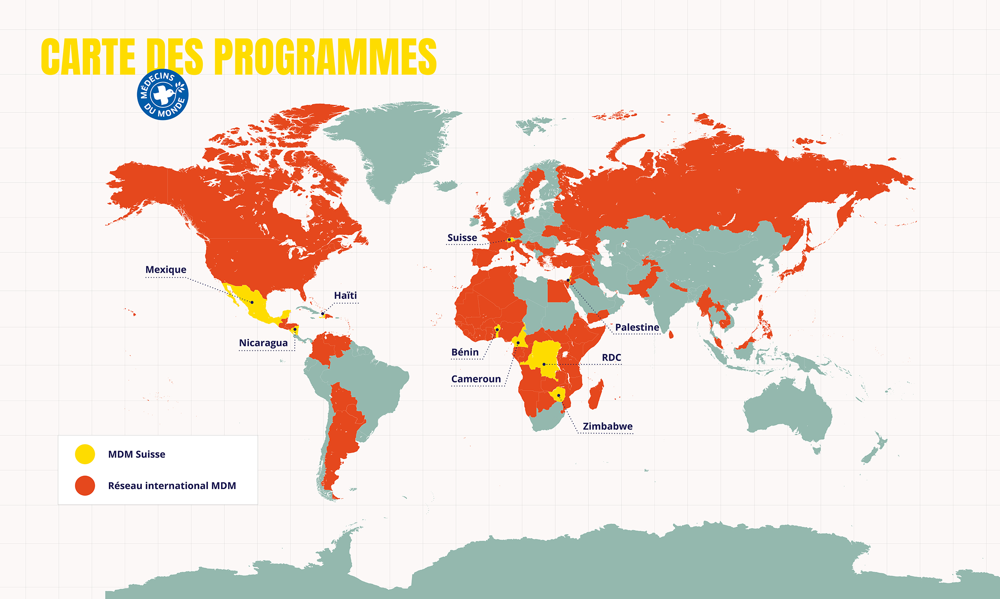 CARTE DES PROGRAMMES
MÉDECINS
DU MONDE
Suisse
Mexique
Haïti
Nicaragua
Palestine
Bénin
RDC
Cameroun
Zimbabwe
MDM Suisse
Réseau international MDM